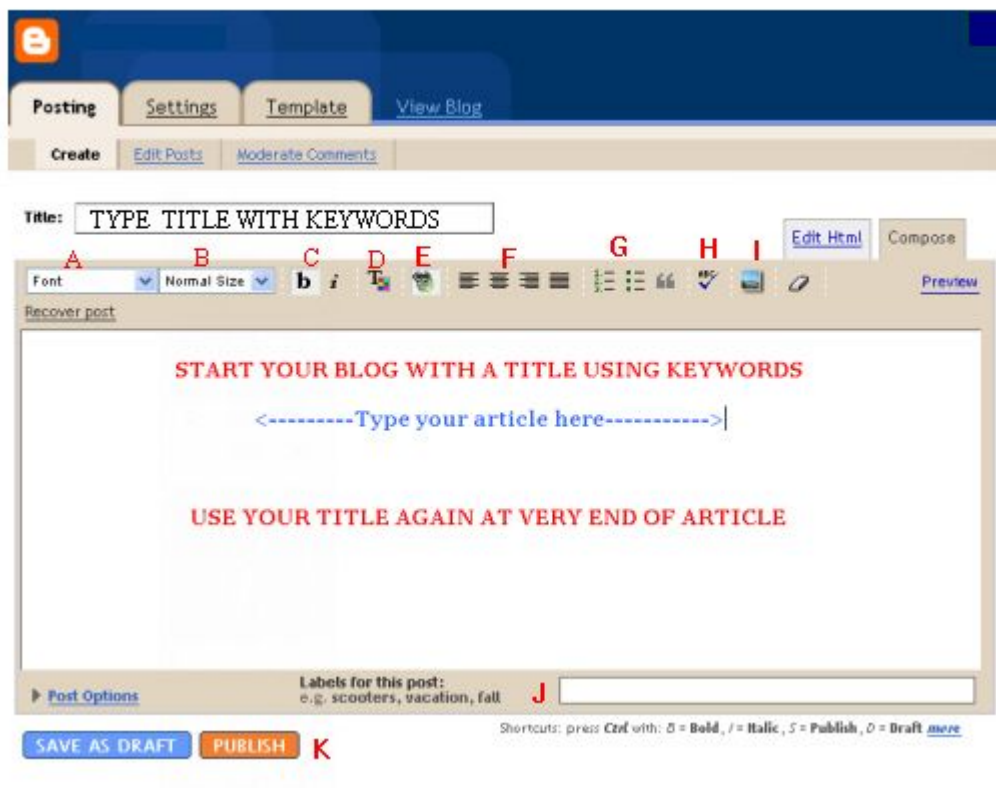 Posting Settings Template View Blog
Create Edit Posts Moderate Comments
Title: TYPE TITLE WITH KEYWORDS
Edit Html Compose
A B C D E F G H I
Font Normal Size b i T ABC Preview
Recover post
START YOUR BLOG WITH A TITLE USING KEYWORDS
<---------Type your article here----------->
USE YOUR TITLE AGAIN AT VERY END OF ARTICLE
Post Options
Labels for this post:
e.g. scooters, vacation, fall J
Shortcuts: press Ctrl with: B = Bold, I = Italic, S = Publish, D = Draft more
SAVE AS DRAFT PUBLISH K